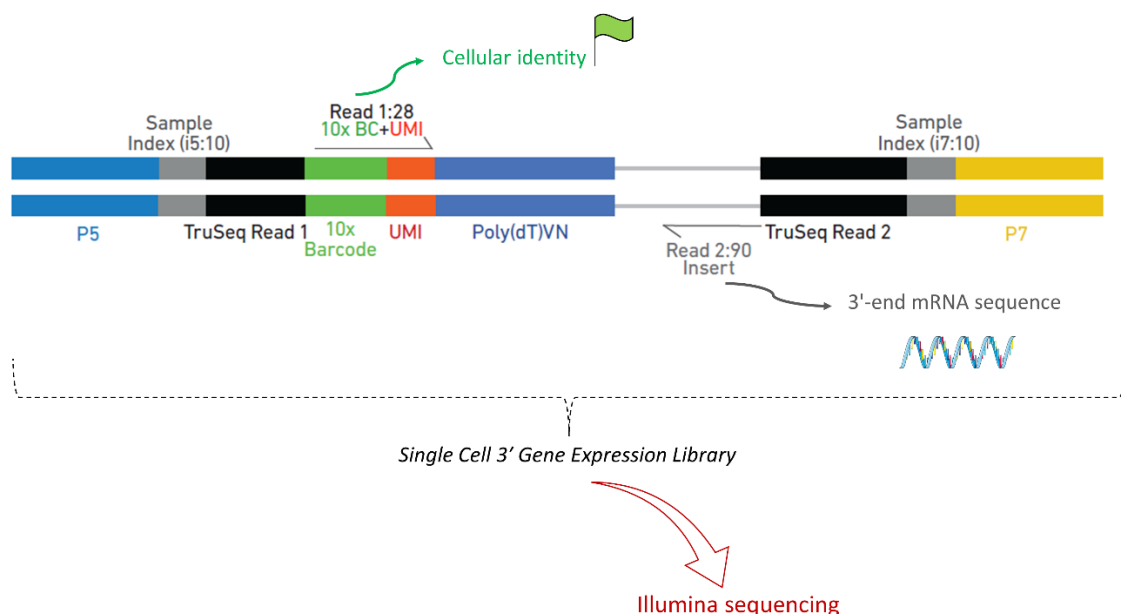 Cellular identity
Read 1:28
10x BC+UMI
Sample
Index (i5:10)
Sample
Index (i7:10)
P5
TruSeq Read 1
10x
Barcode
UMI
Poly(dT)VN
Read 2:90
Insert
TruSeq Read 2
P7
3'-end mRNA sequence
Single Cell 3’ Gene Expression Library
Illumina sequencing